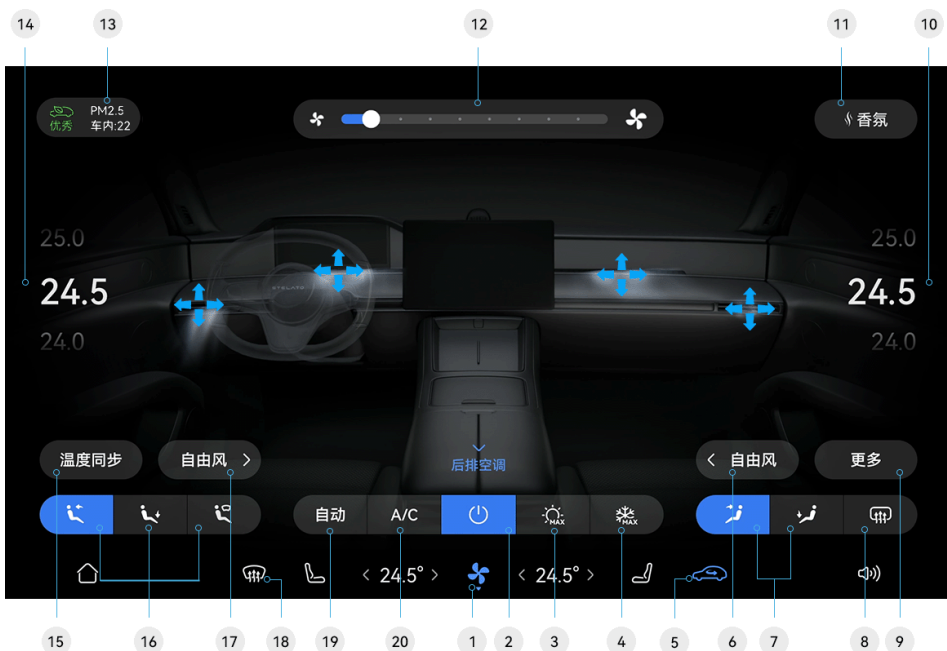 14
13
12
11
10
PM2.5
优秀
车内:22
香氛
25.0
25.0
24.5
24.5
24.0
24.0
STELATO
后排空调
温度同步
自由风 >
< 自由风
更多
自动
A/C
MAX
MAX
< 24.5° >
< 24.5° >
15
16
17
18
19
20
1
2
3
4
5
6
7
8
9